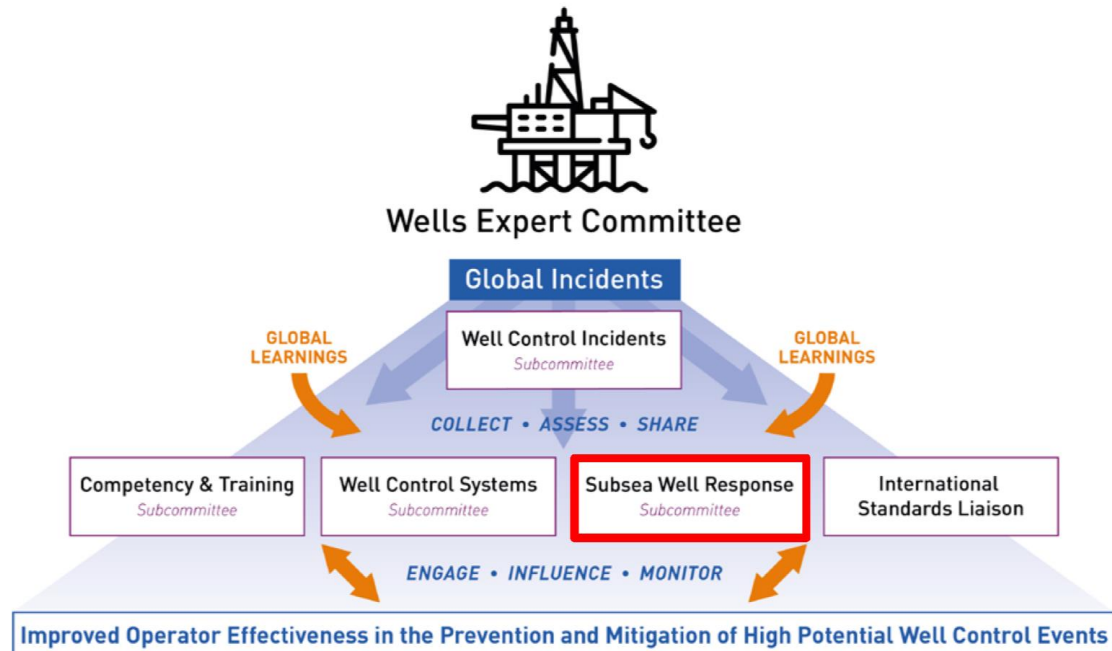 Wells Expert Committee
Global Incidents
GLOBAL
LEARNINGS
Well Control Incidents
Subcommittee
GLOBAL
LEARNINGS
COLLECT • ASSESS • SHARE
Competency & Training
Subcommittee
Well Control Systems
Subcommittee
Subsea Well Response
Subcommittee
International
Standards Liaison
ENGAGE • INFLUENCE • MONITOR
Improved Operator Effectiveness in the Prevention and Mitigation of High Potential Well Control Events